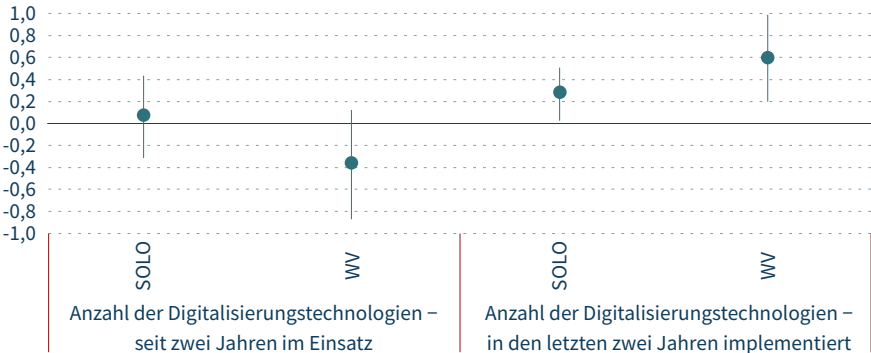 1,0
0,8
0,6
0,4
0,2
0,0
-0,2
-0,4
-0,6
-0,8
-1,0
SOLO
WV
SOLO
WV
Anzahl der Digitalisierungstechnologien –
seit zwei Jahren im Einsatz
Anzahl der Digitalisierungstechnologien –
in den letzten zwei Jahren implementiert